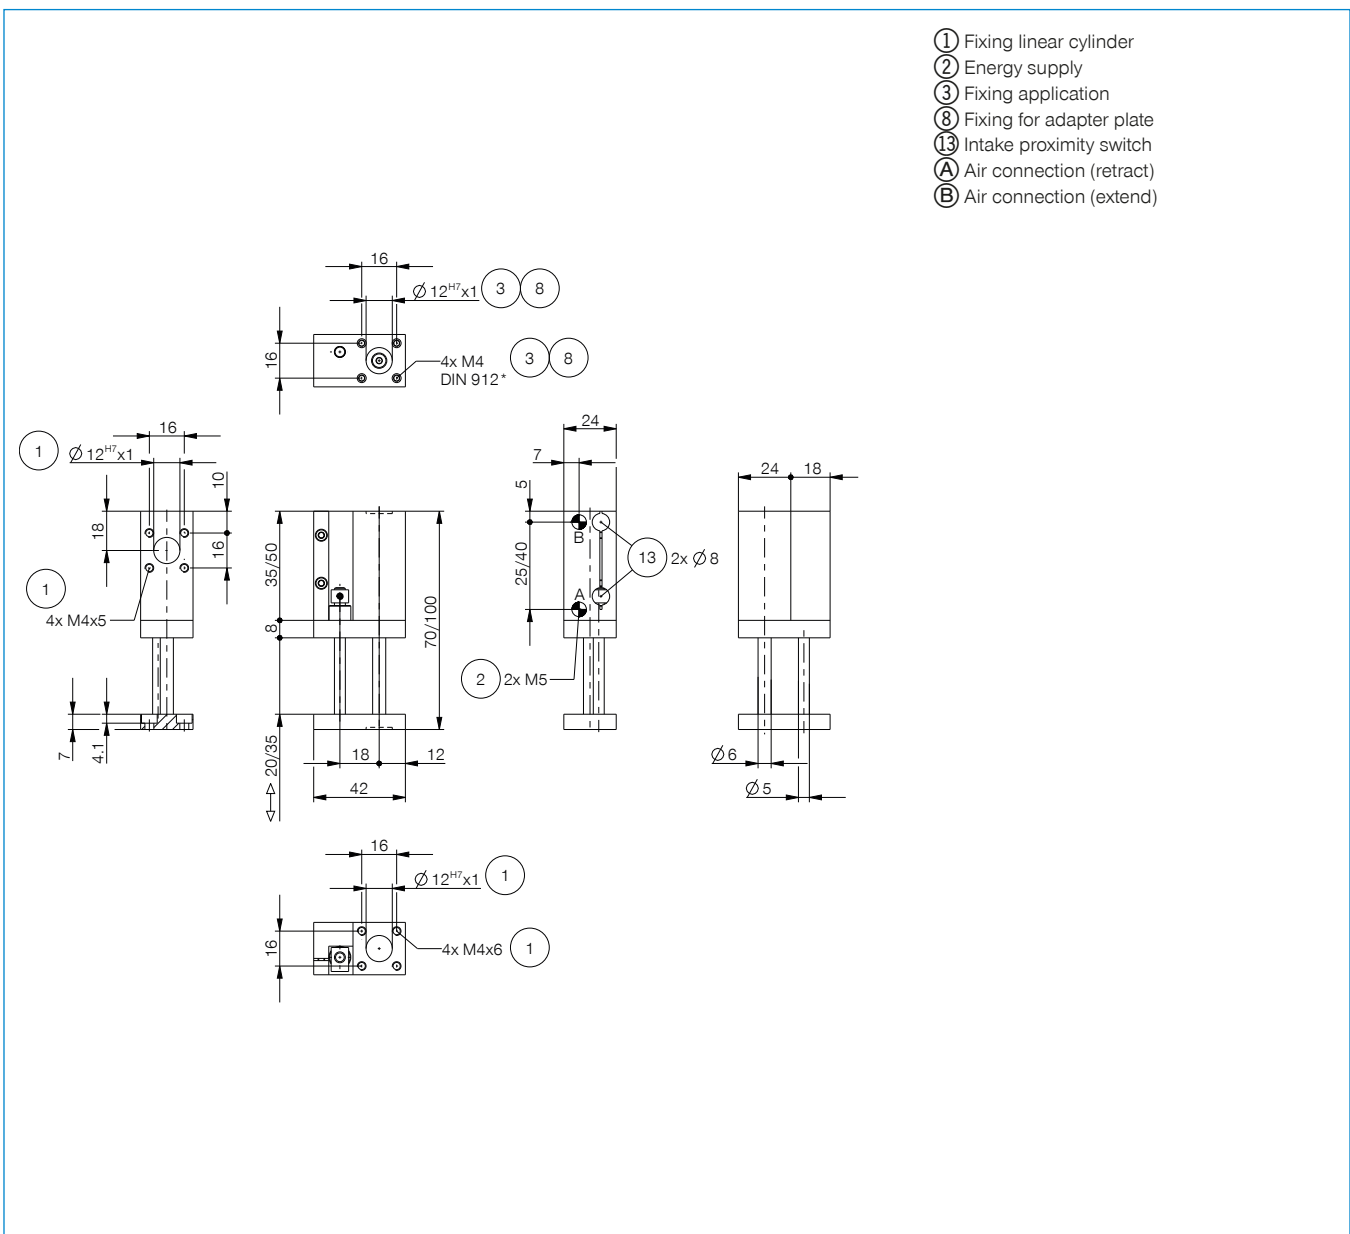 1 Fixing linear cylinder
2 Energy supply
3 Fixing application
8 Fixing for adapter plate
13 Intake proximity switch
A Air connection (retract)
B Air connection (extend)
16
Ø 12H7x1 3 8
16
4x M4 3 8
DIN 912*
16
1 Ø 12H7x1
10
18
16
1
4x M4x5
7
4.1
35/50
8
70/100
20/35
18
12
42
24
7
5
25/40
B
A
13 2x Ø 8
2 2x M5
24
18
Ø 6
Ø 5
16
Ø 12H7x1 1
16
4x M4x6 1